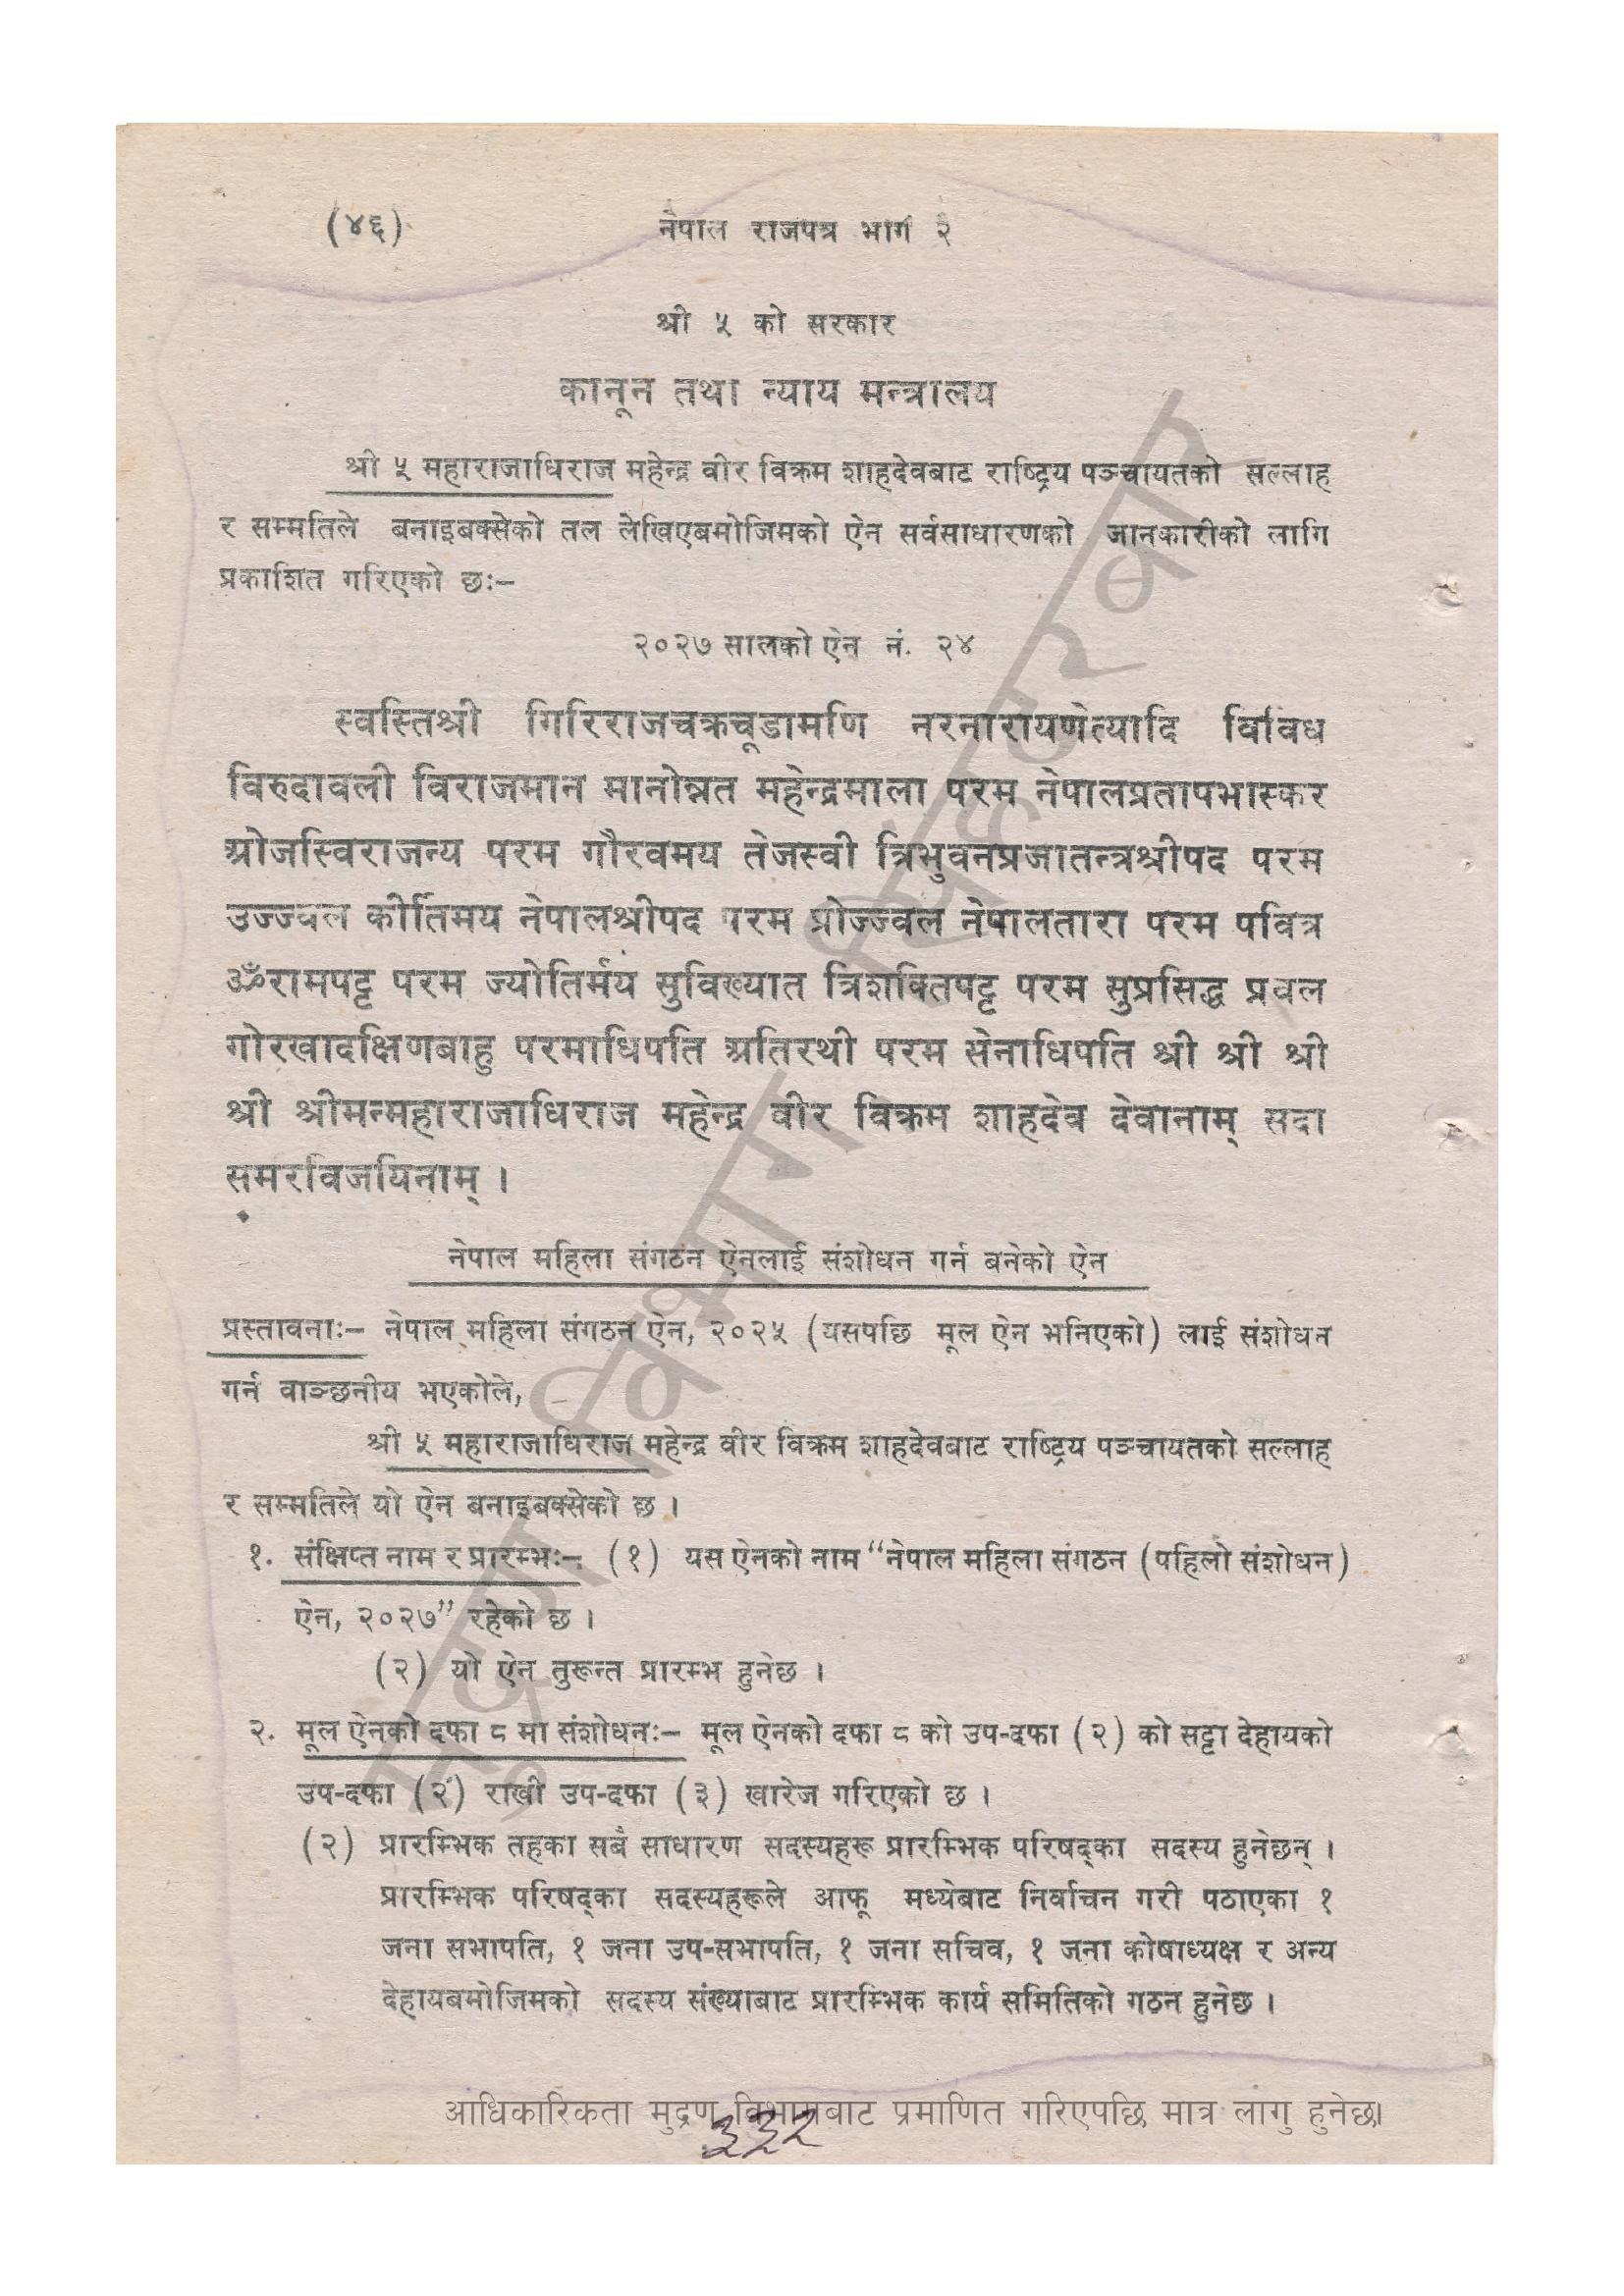 (४६) नेपाल राजपत्र भाग ३
श्री ५ को सरकार
कानून तथा न्याय मन्त्रालय
श्री ५ महाराजाधिराज महेन्द्र वीर विक्रम शाहदेवबाट राष्ट्रिय पञ्चायतको सल्लाह
र सम्मतिले बनाइबक्सेको तल लेखिएबमोजिमको ऐन सर्वसाधारणको जानकारीको लागि
प्रकाशित गरिएको छः–
२०२७ सालको ऐन नं. २४
स्वस्तिश्री गिरिराजचक्रचूडामणि नरनारायणेत्यादि विविध
विरुदावली विराजमान मानोन्नत महेन्द्रमाला परम नेपालप्रतापभास्कर
ओजस्विराजन्य परम गौरवमय तेजस्वी त्रिभुवनप्रजातन्त्रश्रीपद परम
उज्ज्वल कीर्तिमय नेपालश्रीपद परम प्रोज्ज्वल नेपालतारा परम पवित्र
ॐरामपट्ट परम ज्योतिर्मय सुविख्यात त्रिशक्तिपट्ट परम सुप्रसिद्ध प्रवल
गोरखादक्षिणबाहु परमाधिपति अतिरथी परम सेनाधिपति श्री श्री श्री
श्री श्रीमन्महाराजाधिराज महेन्द्र वीर विक्रम शाहदेव देवानाम् सदा
समरविजयिनाम् ।
नेपाल महिला संगठन ऐनलाई संशोधन गर्न बनेको ऐन
प्रस्तावनाः– नेपाल महिला संगठन ऐन, २०२५ (यसपछि मूल ऐन भनिएको) लाई संशोधन
गर्न वाञ्छनीय भएकोले,
श्री ५ महाराजाधिराज महेन्द्र वीर विक्रम शाहदेवबाट राष्ट्रिय पञ्चायतको सल्लाह
र सम्मतिले यो ऐन बनाइबक्सेको छ ।
१. संक्षिप्त नाम र प्रारम्भः– (१) यस ऐनको नाम “नेपाल महिला संगठन (पहिलो संशोधन)
ऐन, २०२७” रहेको छ ।
(२) यो ऐन तुरून्त प्रारम्भ हुनेछ ।
२. मूल ऐनको दफा ८ मा संशोधनः– मूल ऐनको दफा ८ को उप-दफा (२) को सट्टा देहायको
उप-दफा (२) राखी उप-दफा (३) खारेज गरिएको छ ।
(२) प्रारम्भिक तहका सबै साधारण सदस्यहरू प्रारम्भिक परिषद्का सदस्य हुनेछन् ।
प्रारम्भिक परिषद्का सदस्यहरूले आफू मध्येबाट निर्वाचन गरी पठाएका १
जना सभापति, १ जना उप-सभापति, १ जना सचिव, १ जना कोषाध्यक्ष र अन्य
देहायबमोजिमको सदस्य संख्याबाट प्रारम्भिक कार्य समितिको गठन हुनेछ ।
आधिकारिकता मुद्रण विभागबाट प्रमाणित गरिएपछि मात्र लागु हुनेछ।
३३२
मुद्रण विभाग, सिंहदरवार